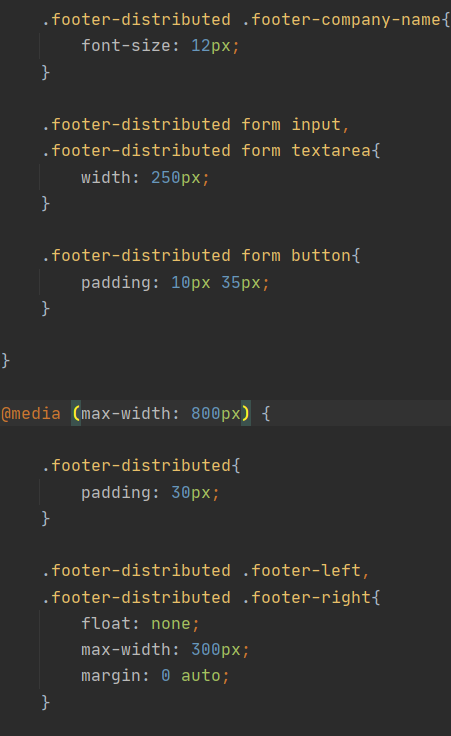 .footer-distributed .footer-company-name{
font-size: 12px;
}
.footer-distributed form input,
.footer-distributed form textarea{
width: 250px;
}
.footer-distributed form button{
padding: 10px 35px;
}
}
@media (max-width: 800px) {
.footer-distributed{
padding: 30px;
}
.footer-distributed .footer-left,
.footer-distributed .footer-right{
float: none;
max-width: 300px;
margin: 0 auto;
}